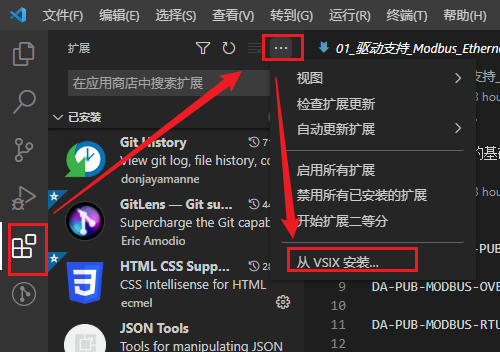 文件(F) 编辑(E) 选择(S) 查看(V) 转到(G) 运行(R) 终端(T) 帮助(H)
扩展
01_驱动支持_Modbus_Etherne
在应用商店中搜索扩展
已安装
Git History
View git log, file history, co
donjayamanne
GitLens — Git sup
Supercharge the Git capab
Eric Amodio
HTML CSS Supp...
CSS Intellisense for HTML
ecmel
JSON Tools
Tools for manipulating JSON
视图
检查扩展更新
自动更新扩展
启用所有扩展
禁用所有已安装的扩展
开始扩展二等分
从 VSIX 安装...
的基础
-PUB
9
DA-PUB-MOD-OVE
10
11
DA-PUB-MODBUS-RTU
12